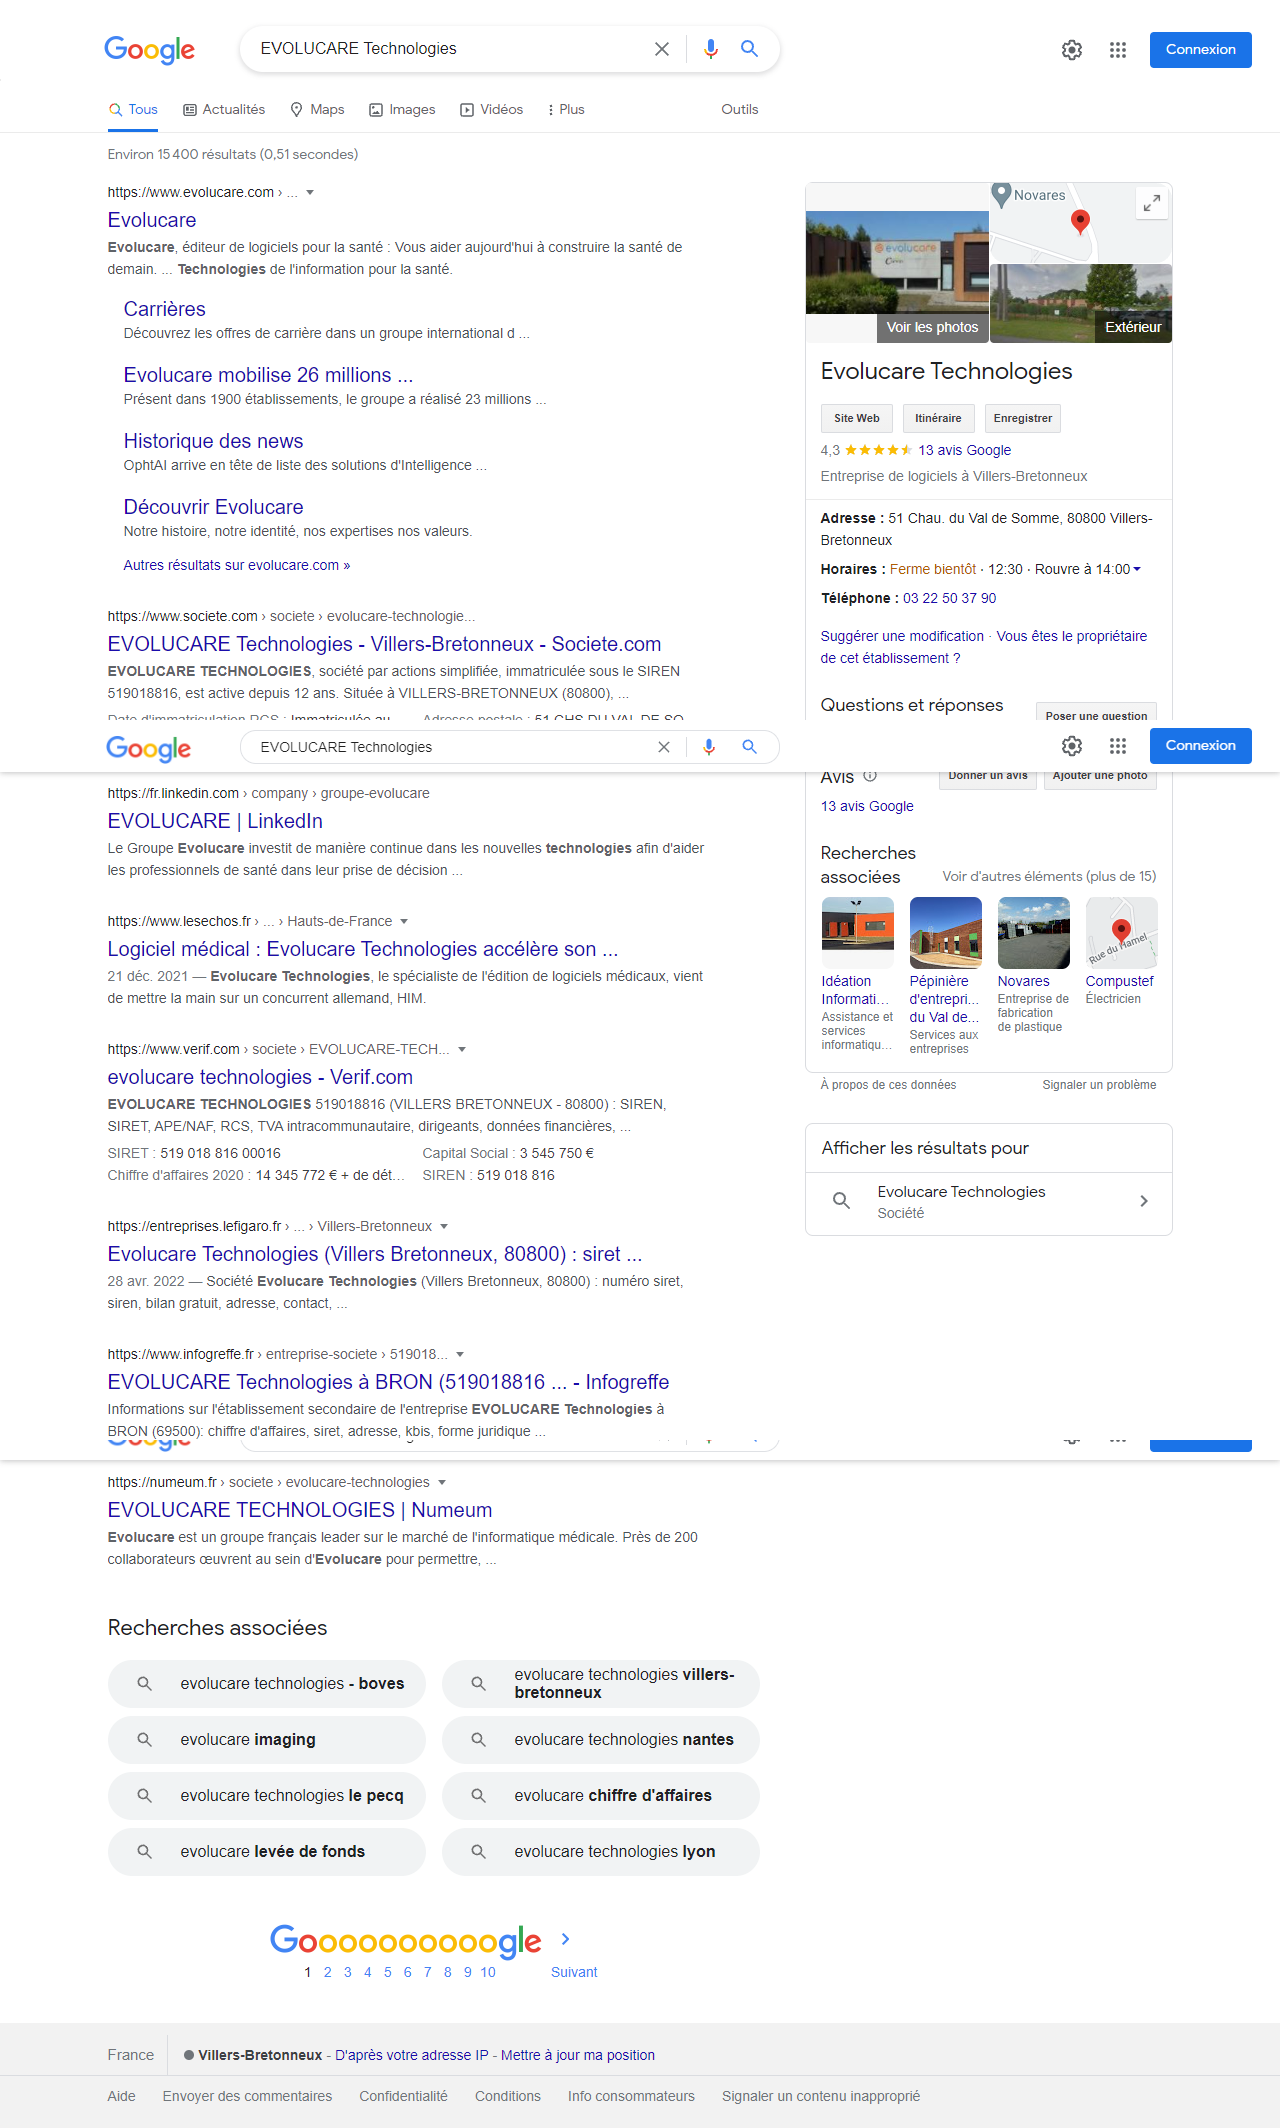 Google
EVOLUCARE Technologies
Connexion
Tous
Actualités
Maps
Images
Vidéos
Plus
Outils
Environ 15 400 résultats (0,51 secondes)
https://www.evolucare.com › ...
Evolucare
Evolucare, éditeur de logiciels pour la santé : Vous aider aujourd'hui à construire la santé de
demain. ... Technologies de l'information pour la santé.
Carrières
Découvrez les offres de carrière dans un groupe international d ...
Evolucare mobilise 26 millions ...
Présent dans 1900 établissements, le groupe a réalisé 23 millions ...
Historique des news
OphtAI arrive en tête de liste des solutions d'Intelligence ...
Découvrir Evolucare
Notre histoire, notre identité, nos expertises nos valeurs.
Autres résultats sur evolucare.com »
https://www.societe.com › societe › evolucare-technologie...
EVOLUCARE Technologies - Villers-Bretonneux - Societe.com
EVOLUCARE TECHNOLOGIES, société par actions simplifiée, immatriculée sous le SIREN
519018816, est active depuis 12 ans. Située à VILLERS-BRETONNEUX (80800), ...
Date d'immatriculation RCS : Immatriculée au
Adresse postale : 51 CHS DU VAL DE SO
Novares
evolucare
Voir les photos
Extérieur
Evolucare Technologies
Site Web
Itinéraire
Enregistrer
4,3
13 avis Google
Entreprise de logiciels à Villers-Bretonneux
Adresse : 51 Chau. du Val de Somme, 80800 Villers-
Bretonneux
Horaires : Ferme bientôt · 12:30 · Rouvre à 14:00
Téléphone : 03 22 50 37 90
Suggérer une modification · Vous êtes le propriétaire
de cet établissement ?
Questions et réponses
Poser une question
Google
EVOLUCARE Technologies
Connexion
Avis
Donner un avis
Ajouter une photo
13 avis Google
https://fr.linkedin.com › company › groupe-evolucare
EVOLUCARE | LinkedIn
Le Groupe Evolucare investit de manière continue dans les nouvelles technologies afin d'aider
les professionnels de santé dans leur prise de décision ...
https://www.lesechos.fr › ... › Hauts-de-France
Logiciel médical : Evolucare Technologies accélère son ...
21 déc. 2021 — Evolucare Technologies, le spécialiste de l'édition de logiciels médicaux, vient
de mettre la main sur un concurrent allemand, HIM.
https://www.verif.com › societe › EVOLUCARE-TECH...
evolucare technologies - Verif.com
EVOLUCARE TECHNOLOGIES 519018816 (VILLERS BRETONNEUX - 80800) : SIREN,
SIRET, APE/NAF, RCS, TVA intracommunautaire, dirigeants, données financières, ...
SIRET : 519 018 816 00016
Capital Social : 3 545 750 €
Chiffre d'affaires 2020 : 14 345 772 € + de dét...
SIREN : 519 018 816
https://entreprises.lefigaro.fr › ... › Villers-Bretonneux
Evolucare Technologies (Villers Bretonneux, 80800) : siret ...
28 avr. 2022 — Société Evolucare Technologies (Villers Bretonneux, 80800) : numéro siret,
siren, bilan gratuit, adresse, contact, ...
https://www.infogreffe.fr › entreprise-societe › 519018...
EVOLUCARE Technologies à BRON (519018816 ... - Infogreffe
Informations sur l'établissement secondaire de l'entreprise EVOLUCARE Technologies à
BRON (69500): chiffre d'affaires, siret, adresse, kbis, forme juridique ...
Recherches
associées
Voir d'autres éléments (plus de 15)
Rue du Hamel
Idéation
Informati...
Assistance et
services
informatiqu...
Pépinière
d'entrepri...
du Val de...
Services aux
entreprises
Novares
Entreprise de
fabrication
de plastique
Compustef
Électricien
À propos de ces données
Signaler un problème
Afficher les résultats pour
Evolucare Technologies
Société
Google
https://numeum.fr › societe › evolucare-technologies
EVOLUCARE TECHNOLOGIES | Numeum
Evolucare est un groupe français leader sur le marché de l'informatique médicale. Près de 200
collaborateurs œuvrent au sein d'Evolucare pour permettre, ...
Recherches associées
evolucare technologies - boves
evolucare technologies villers-
bretonneux
evolucare imaging
evolucare technologies nantes
evolucare technologies le pecq
evolucare chiffre d'affaires
evolucare levée de fonds
evolucare technologies lyon
Goooooooooogle
1 2 3 4 5 6 7 8 9 10
Suivant
France
Villers-Bretonneux - D'après votre adresse IP - Mettre à jour ma position
Aide
Envoyer des commentaires
Confidentialité
Conditions
Info consommateurs
Signaler un contenu inapproprié